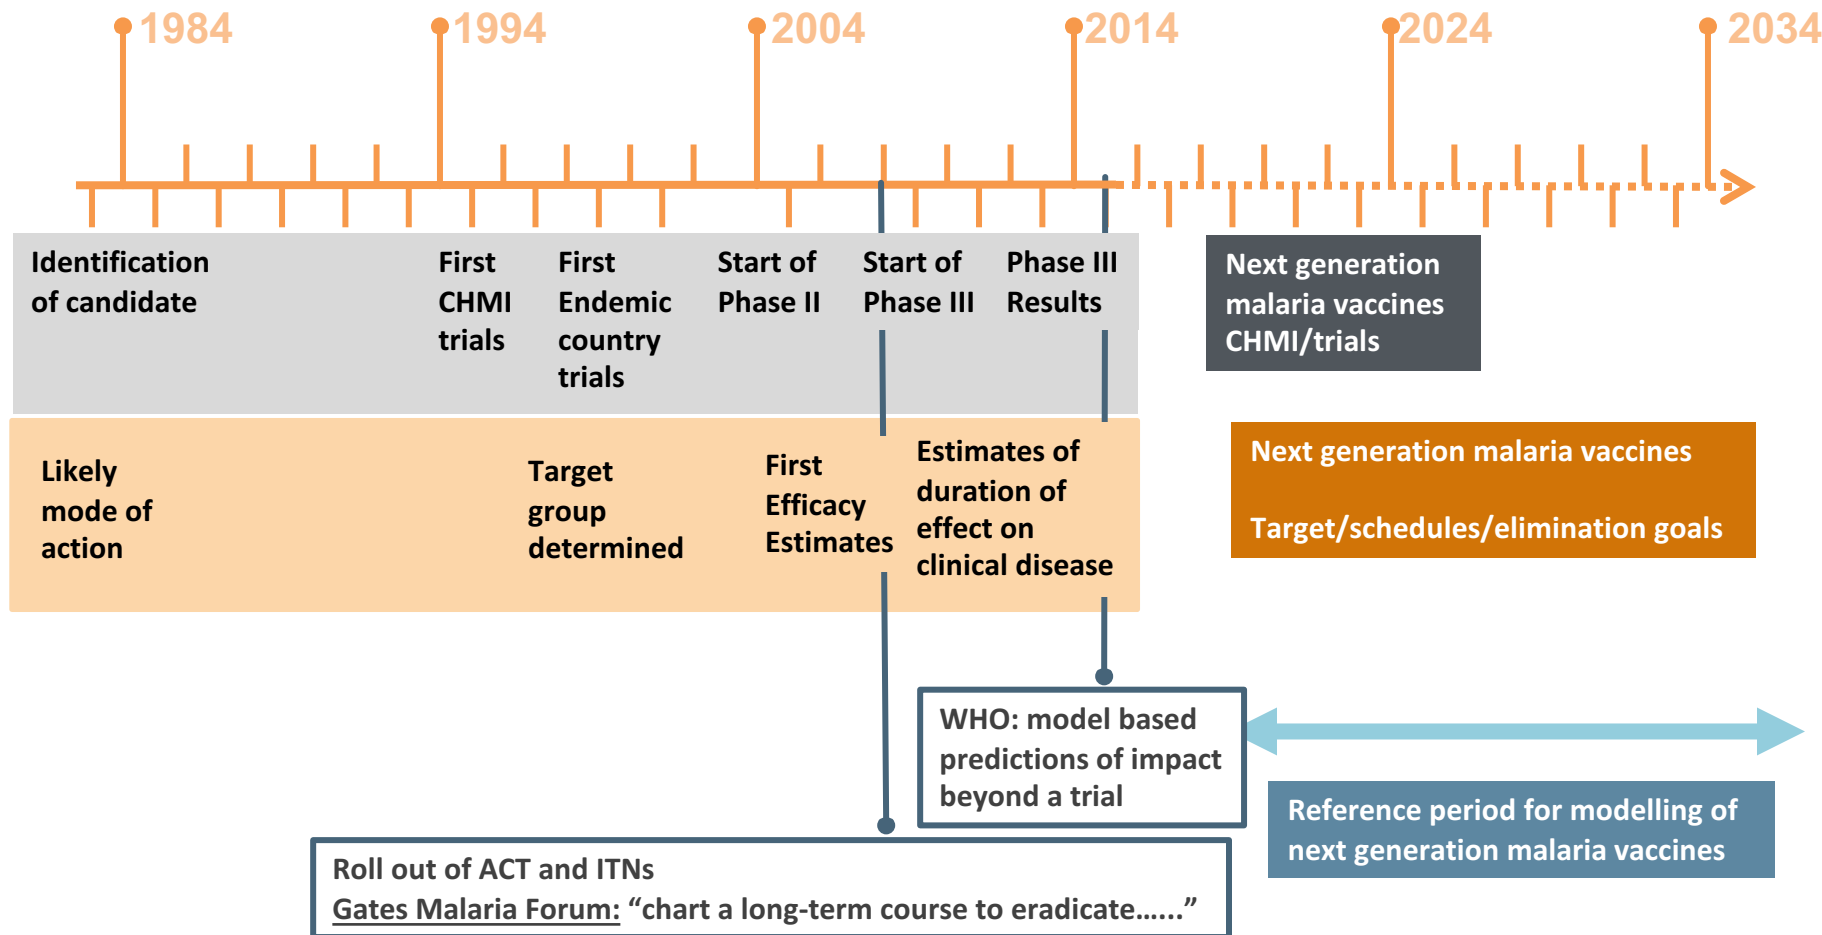 1984
1994
2004
2014
2024
2034
Identification
of candidate
First
CHMI
trials
First
Endemic
country
trials
Start of
Phase II
Start of
Phase III
Phase III
Results
Next generation
malaria vaccines
CHMI/trials
Likely
mode of
action
Target
group
determined
First
Efficacy
Estimates
Estimates of
duration of
effect on
clinical disease
Next generation malaria vaccines
Target/schedules/elimination goals
WHO: model based
predictions of impact
beyond a trial
Reference period for modelling of
next generation malaria vaccines
Roll out of ACT and ITNs
Gates Malaria Forum: “chart a long-term course to eradicate…...”